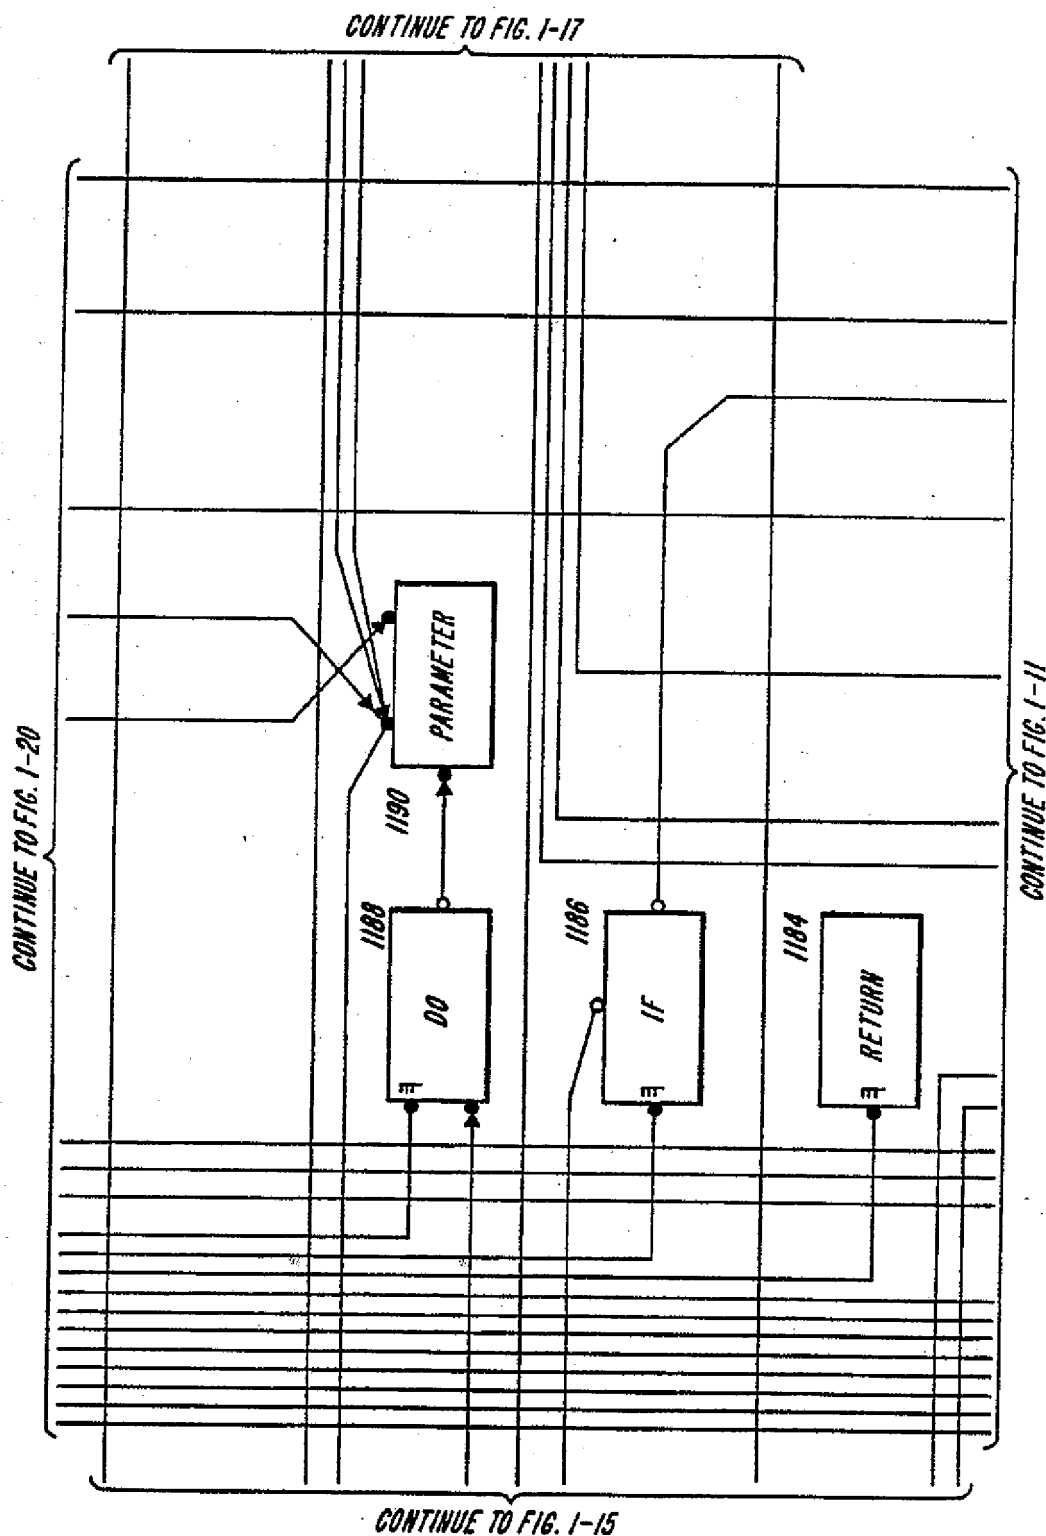 CONTINUE TO FIG. 1-17
CONTINUE TO FIG. 1-20
PARAMETER
1190
CONTINUE TO FIG. 1-11
1188
DO
E
1186
IF
E
1184
RETURN
E
CONTINUE TO FIG. 1-15